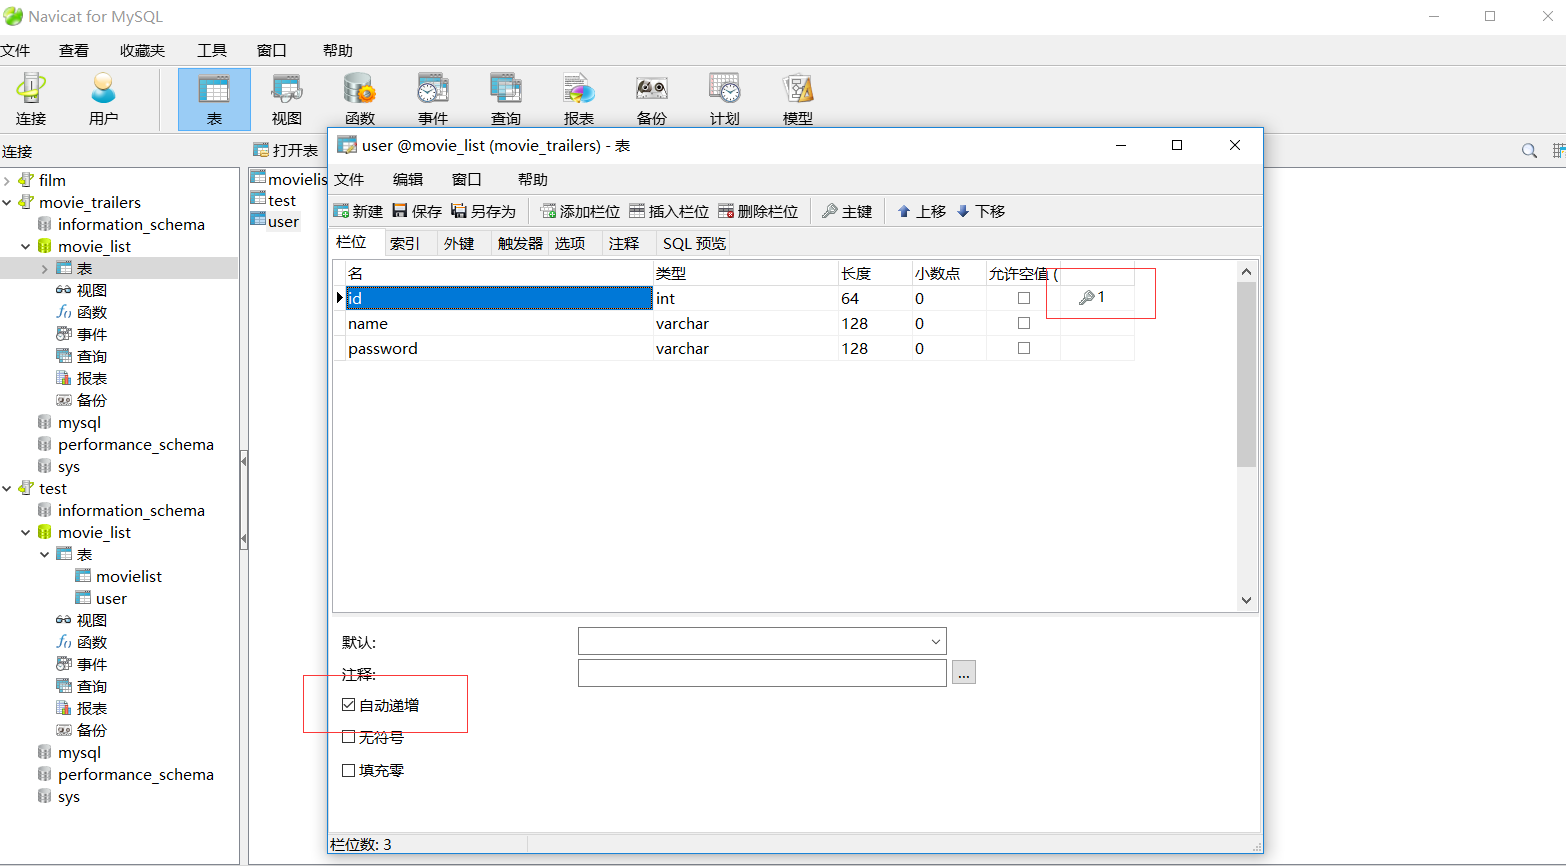 Navicat for MySQL
文件 查看 收藏夹 工具 窗口 帮助
连接 用户 表 视图 函数 事件 查询 报表 备份 计划 模型
连接
film
movie_trailers
information_schema
movie_list
表
视图
函数
事件
查询
报表
备份
mysql
performance_schema
sys
test
information_schema
movie_list
表
movielist
user
视图
函数
事件
查询
报表
备份
mysql
performance_schema
sys
打开表
movielis
test
user
user @movie_list (movie_trailers) - 表
文件 编辑 窗口 帮助
新建 保存 另存为 添加栏位 插入栏位 删除栏位 主键 上移 下移
栏位 索引 外键 触发器 选项 注释 SQL 预览
名 类型 长度 小数点 允许空值 (
id int 64 0 1
name varchar 128 0
password varchar 128 0
默认:
注释:
...
自动递增
无符号
填充零
栏位数: 3